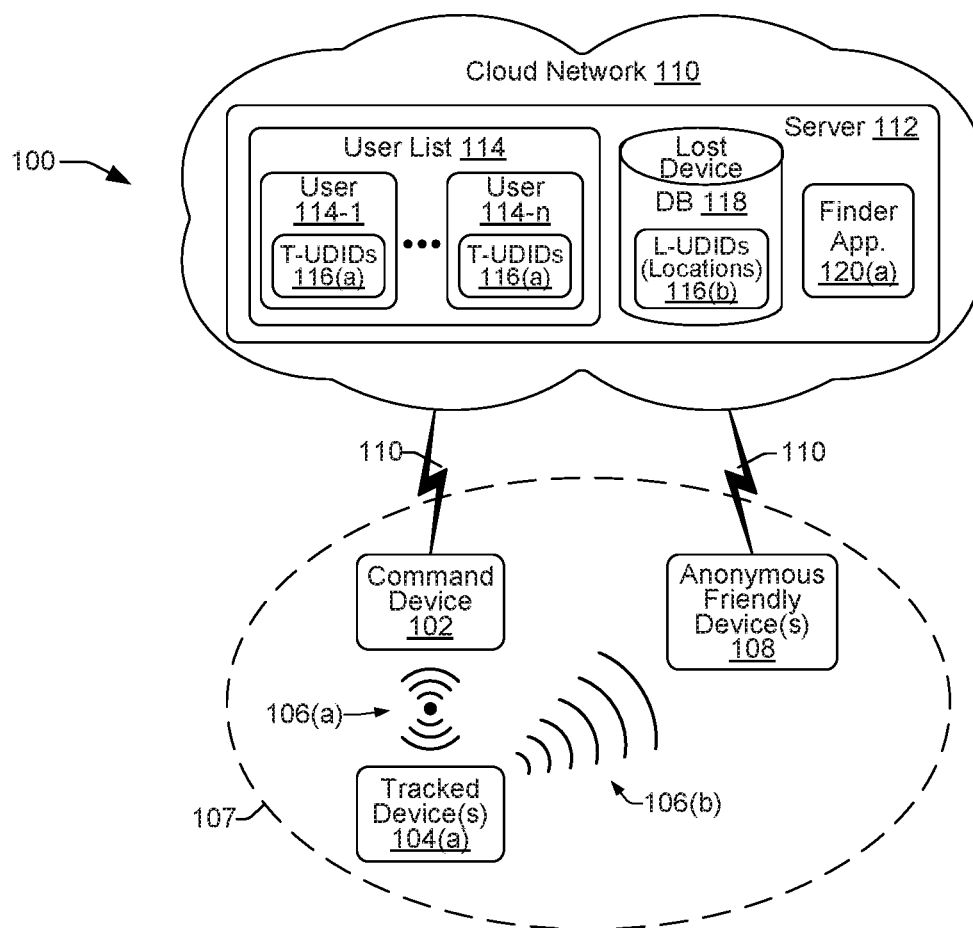 Cloud Network 110
Server 112
100
User List 114
User
114-1
T-UDIDs
116(a)
•••
User
114-n
T-UDIDs
116(a)
Lost
Device
DB 118
L-UDIDs
(Locations)
116(b)
Finder
App.
120(a)
110
110
Command
Device
102
Anonymous
Friendly
Device(s)
108
106(a)
Tracked
Device(s)
104(a)
106(b)
107